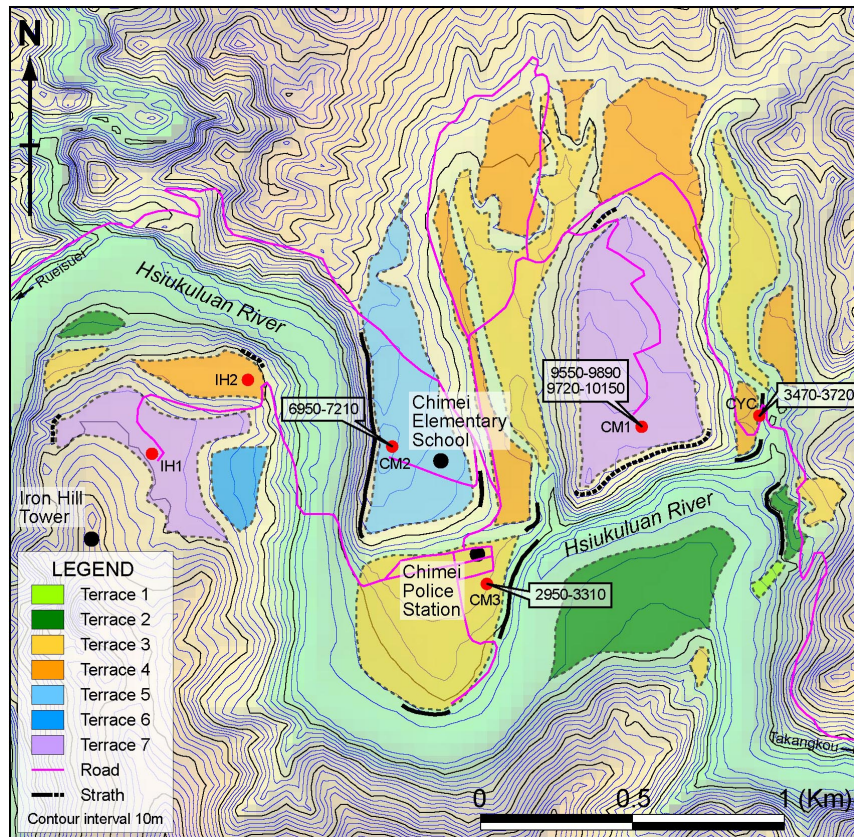 N
Rueisuei
Hsiukuluan River
IH2
6950-7210
Chimei
Elementary
School
CM2
9550-9890
9720-10150
CM1
CYC
3470-3720
IH1
Iron Hill
Tower
Hsiukuluan River
Chimei
Police
Station
CM3
2950-3310
LEGEND
Terrace 1
Terrace 2
Terrace 3
Terrace 4
Terrace 5
Terrace 6
Terrace 7
Road
Strath
Contour interval 10m
Takangkou
0 0.5 1 (Km)